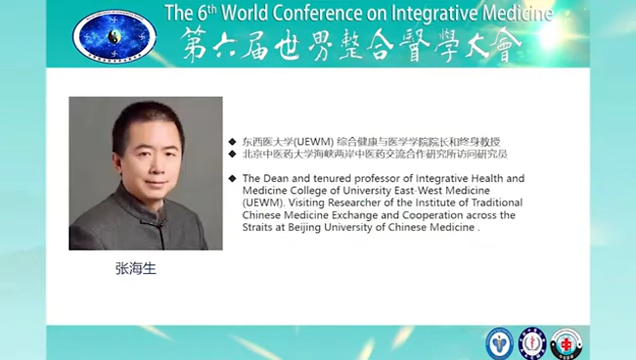 The 6th World Conference on Integrative Medicine
第六届世界整合醫學大會
◆ 东西医大学(UEWM) 综合健康与医学学院院长和终身教授
◆ 北京中医药大学海峡两岸中医药交流合作研究所访问研究员
◆ The Dean and tenured professor of Integrative Health and
Medicine College of University East-West Medicine
(UEWM). Visiting Researcher of the Institute of Traditional
Chinese Medicine Exchange and Cooperation across the
Straits at Beijing University of Chinese Medicine .
张海生